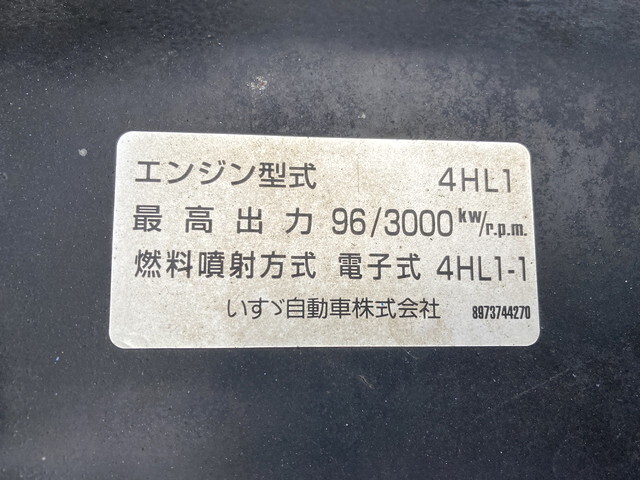 エンジン型式 4HL1
最高出力 96/3000 kw/r.p.m.
燃料噴射方式 電子式 4HL1-1
いすゞ自動車株式会社 8973744270